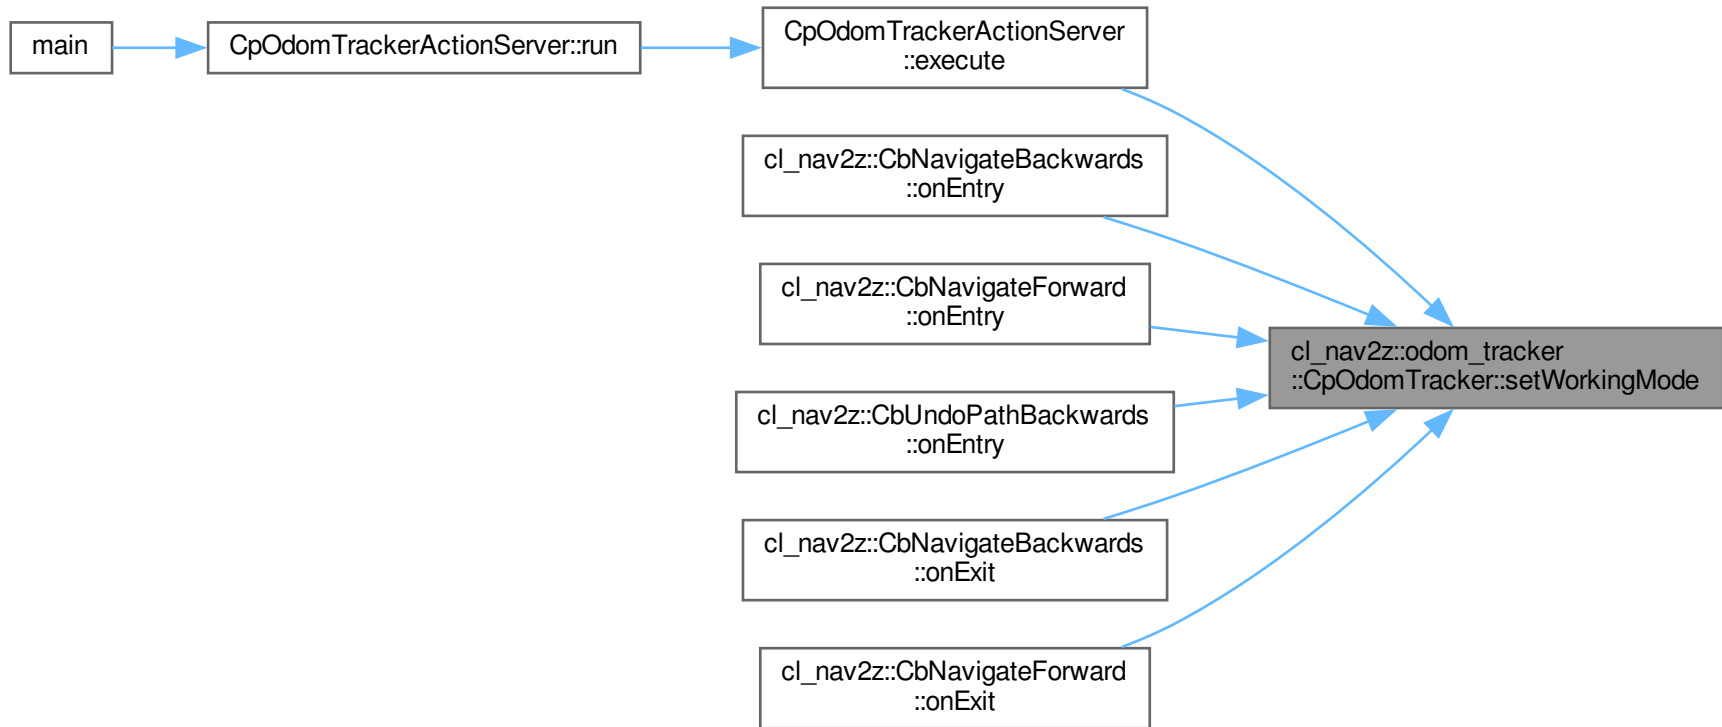 main
CpOdomTrackerActionServer::run
CpOdomTrackerActionServer
::execute
cl_nav2z::CbNavigateBackwards
::onEntry
cl_nav2z::CbNavigateForward
::onEntry
cl_nav2z::CbUndoPathBackwards
::onEntry
cl_nav2z::CbNavigateBackwards
::onExit
cl_nav2z::CbNavigateForward
::onExit
cl_nav2z::odom_tracker
::CpOdomTracker::setWorkingMode